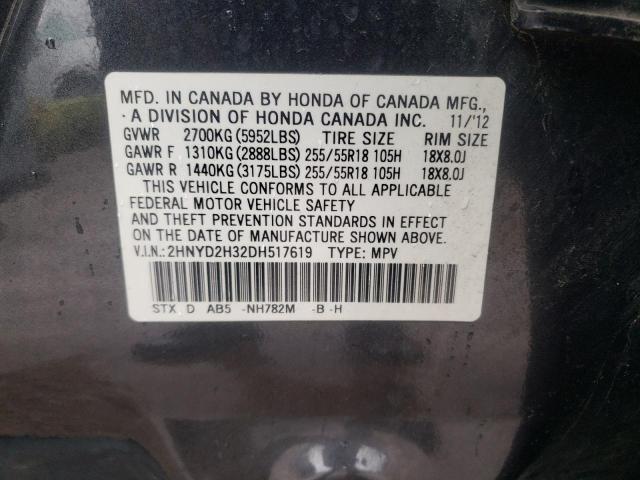 MFD. IN CANADA BY HONDA OF CANADA MFG.,
A DIVISION OF HONDA CANADA INC. 11/'12
GVWR 2700KG(5952LBS) TIRE SIZE RIM SIZE
GAWR F 1310KG(2888LBS) 255/55R18 105H 18X8.0J
GAWR R 1440KG(3175LBS) 255/55R18 105H 18X8.0J
THIS VEHICLE CONFORMS TO ALL APPLICABLE
FEDERAL MOTOR VEHICLE SAFETY
AND THEFT PREVENTION STANDARDS IN EFFECT
ON THE DATE OF MANUFACTURE SHOWN ABOVE.
V.I.N.:2HNYD2H32DH517619 TYPE: MPV
STX D AB5 -NH782M -B -H